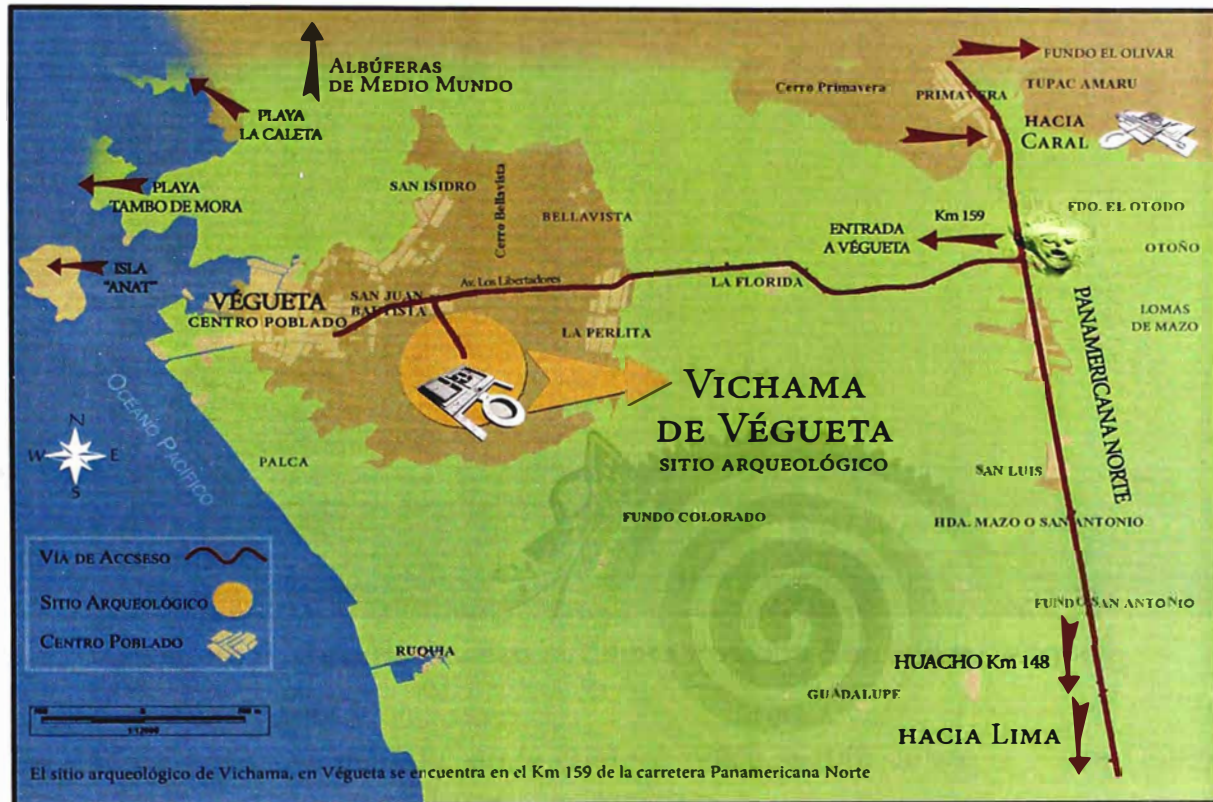 ALBÚFERAS
DE MEDIO MUNDO
PLAYA
LA CALETA
PLAYA
TAMBO DE MORA
ISLA
"ANAT"
SAN ISIDRO
Cerro Bellavista
BELLAVISTA
Cerro Primavera
PRIMAVERA
FUNDO EL OLIVAR
TUPAC AMARU
HACIA
CARAL
FDO. EL OTODO
Km 159
ENTRADA
A VÉGUETA
OTOÑO
LOMAS
DE MAZO
PANAMERICANA NORTE
VÉGUETA
CENTRO POBLADO
SAN JUAN
BAUTISTA
Av. Los Libertadores
LA FLORIDA
LA PERLITA
VICHAMA
DE VÉGUETA
SITIO ARQUEOLÓGICO
OCEANO PACÍFICO
N
W
E
S
PALCA
SAN LUIS
FUNDO COLORADO
HDA. MAZO O SAN ANTONIO
FUNDO SAN ANTONIO
VÍA DE ACCSESO
SITIO ARQUEOLÓGICO
CENTRO POBLADO
RUQUIA
HUACHO Km 148
GUADALUPE
HACIA LIMA
El sitio arqueológico de Vichama, en Végueta se encuentra en el Km 159 de la carretera Panamericana Norte